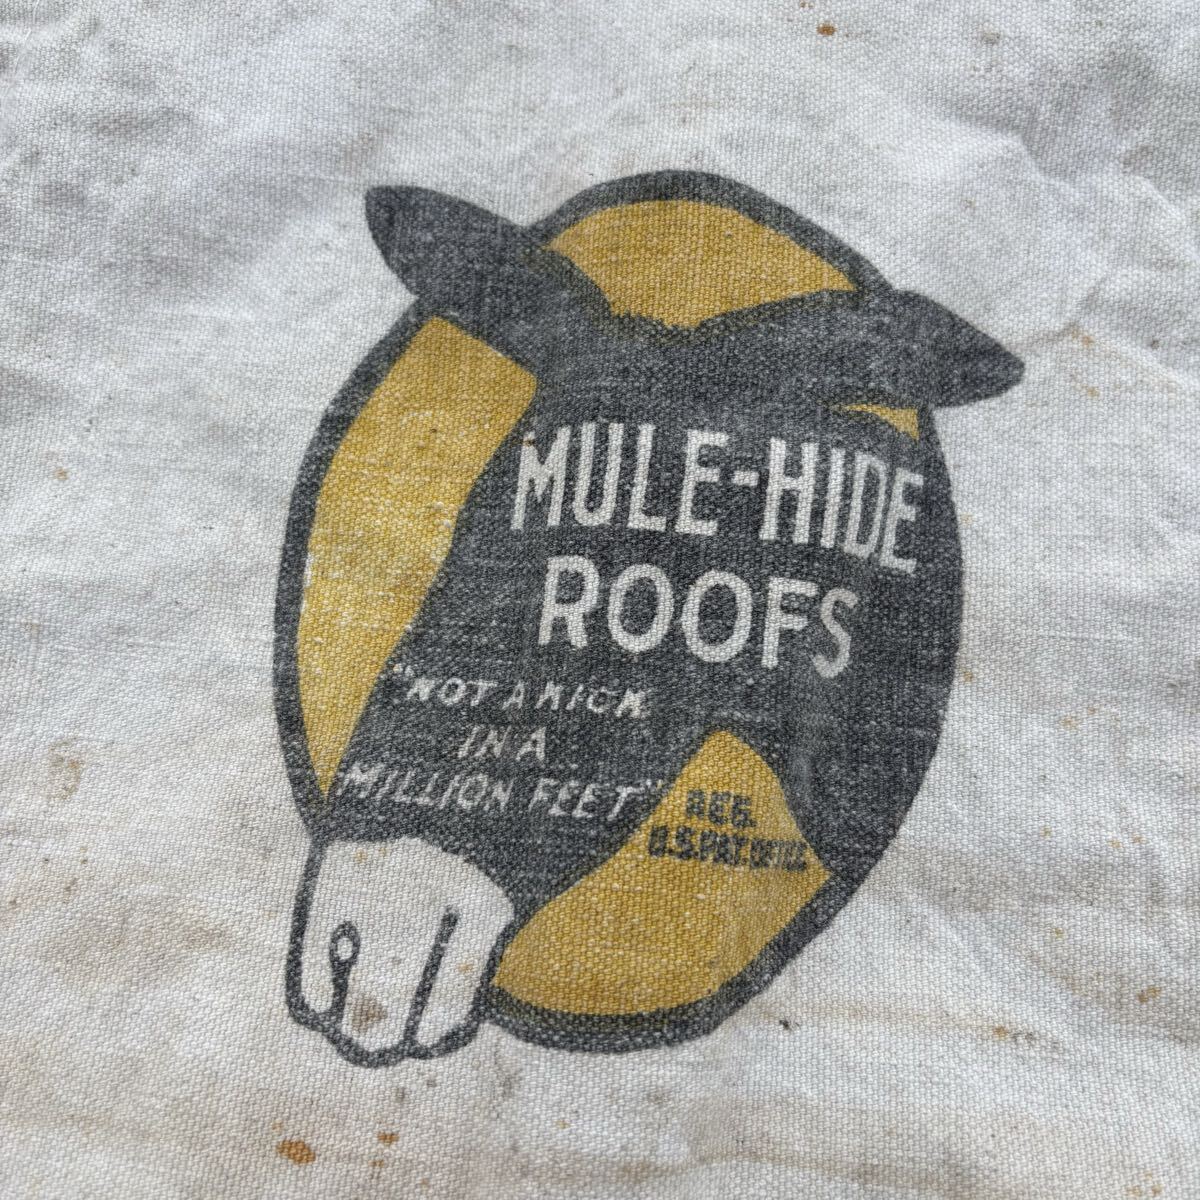 MULE-HIDE
ROOFS
"NOT A KICK
IN A
MILLION FEET"
REG.
U.S.PAT.OFFICE